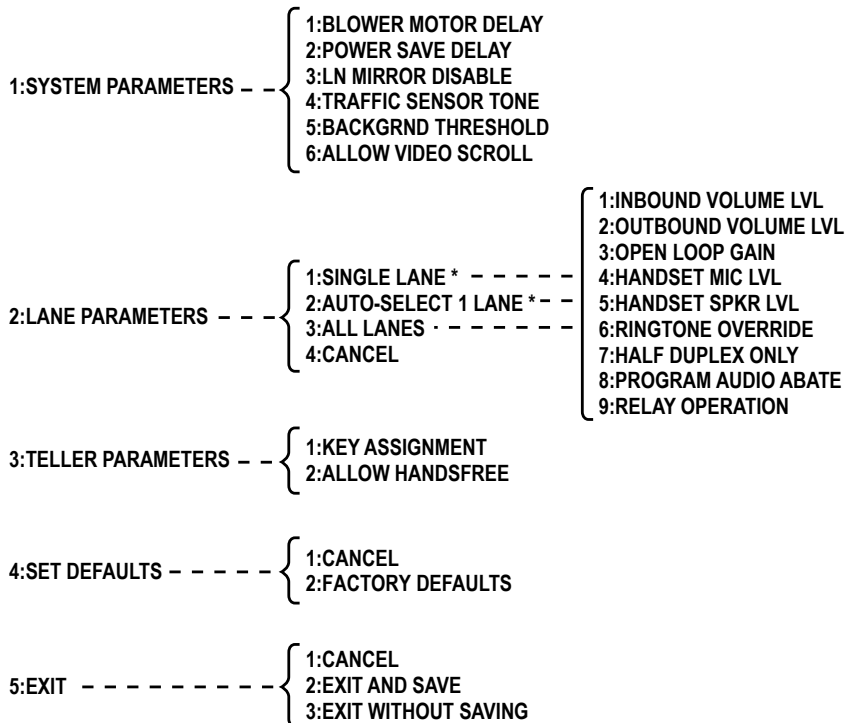 1:SYSTEM PARAMETERS
1:BLOWER MOTOR DELAY
2:POWER SAVE DELAY
3:LN MIRROR DISABLE
4:TRAFFIC SENSOR TONE
5:BACKGRND THRESHOLD
6:ALLOW VIDEO SCROLL
2:LANE PARAMETERS
1:SINGLE LANE *
2:AUTO-SELECT 1 LANE *
3:ALL LANES
4:CANCEL
1:INBOUND VOLUME LVL
2:OUTBOUND VOLUME LVL
3:OPEN LOOP GAIN
4:HANDSET MIC LVL
5:HANDSET SPKR LVL
6:RINGTONE OVERRIDE
7:HALF DUPLEX ONLY
8:PROGRAM AUDIO ABATE
9:RELAY OPERATION
3:TELLER PARAMETERS
1:KEY ASSIGNMENT
2:ALLOW HANDSFREE
4:SET DEFAULTS
1:CANCEL
2:FACTORY DEFAULTS
5:EXIT
1:CANCEL
2:EXIT AND SAVE
3:EXIT WITHOUT SAVING